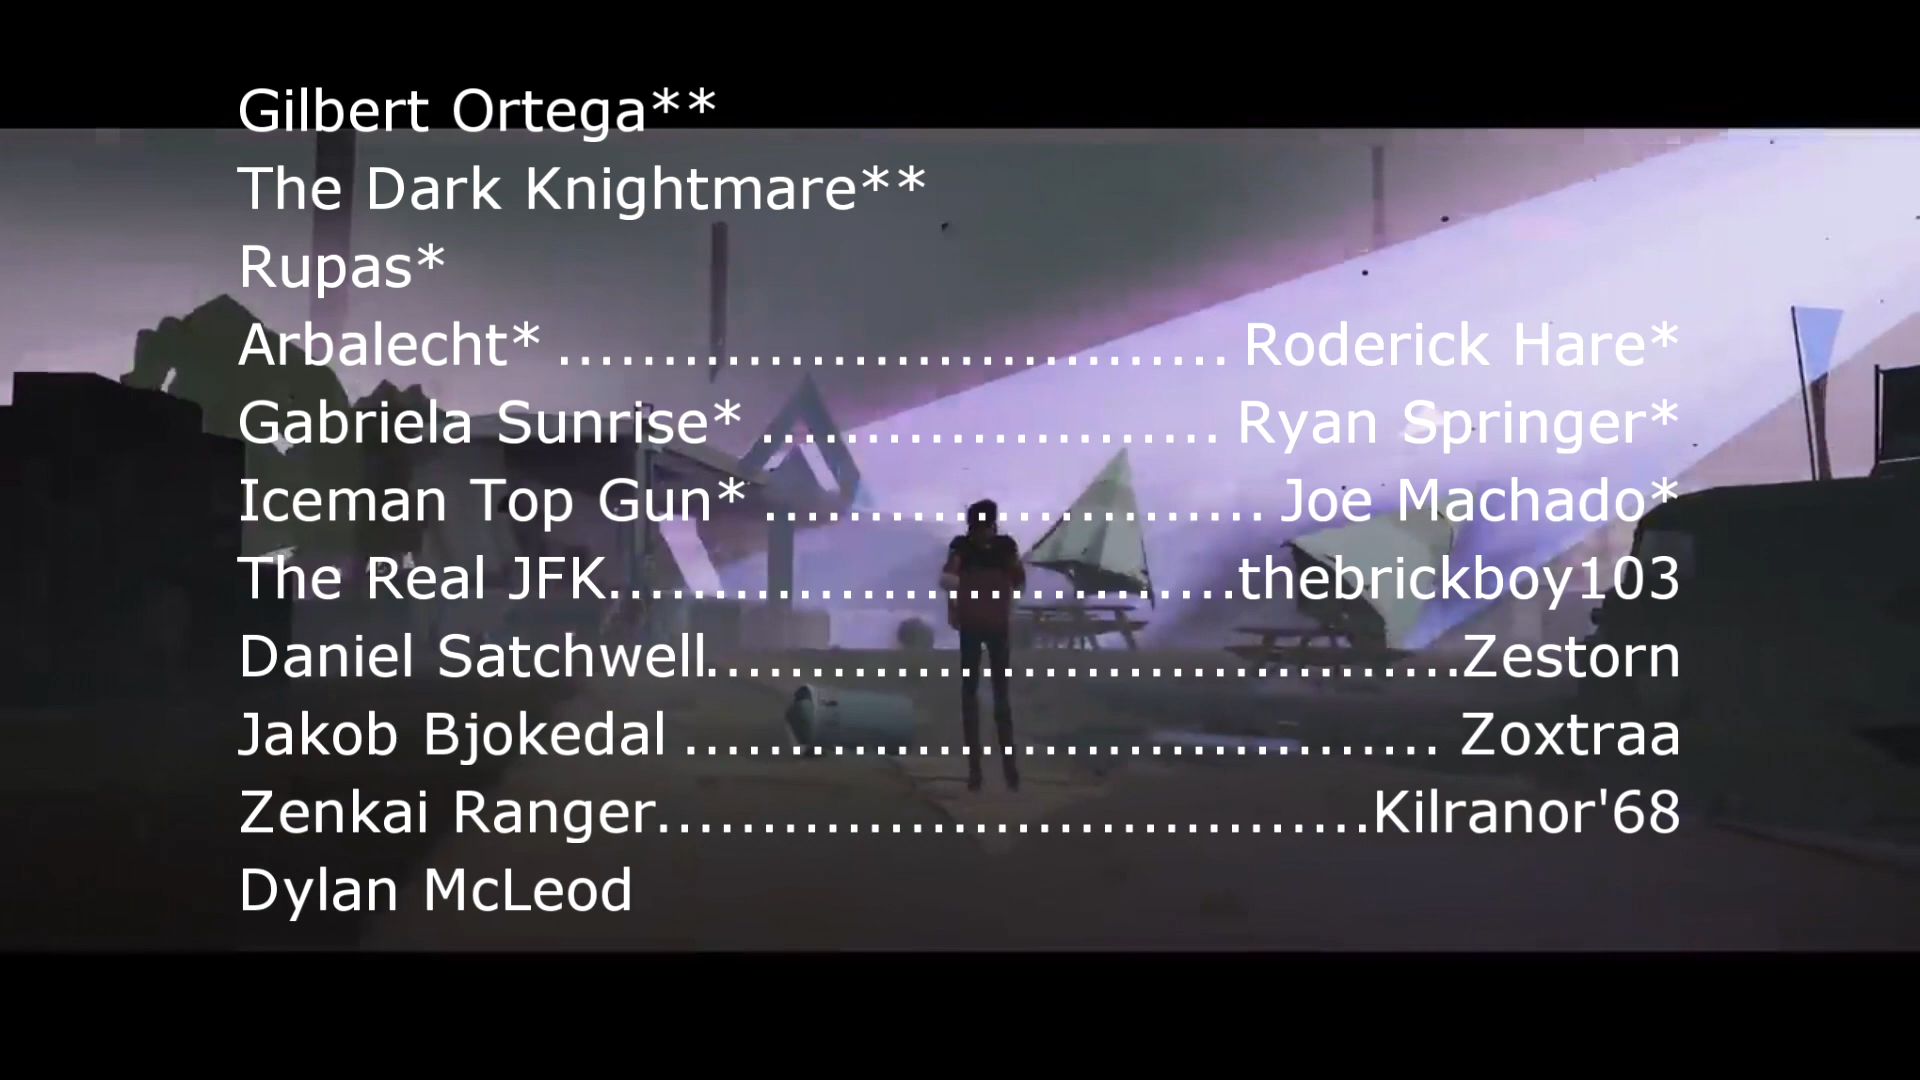 Gilbert Ortega**
The Dark Knightmare**
Rupas*
Arbalecht* ................................ Roderick Hare*
Gabriela Sunrise* ...................... Ryan Springer*
Iceman Top Gun* ........................ Joe Machado*
The Real JFK..............................thebrickboy103
Daniel Satchwell....................................Zestorn
Jakob Bjokedal .................................... Zoxtraa
Zenkai Ranger..................................Kilranor'68
Dylan McLeod